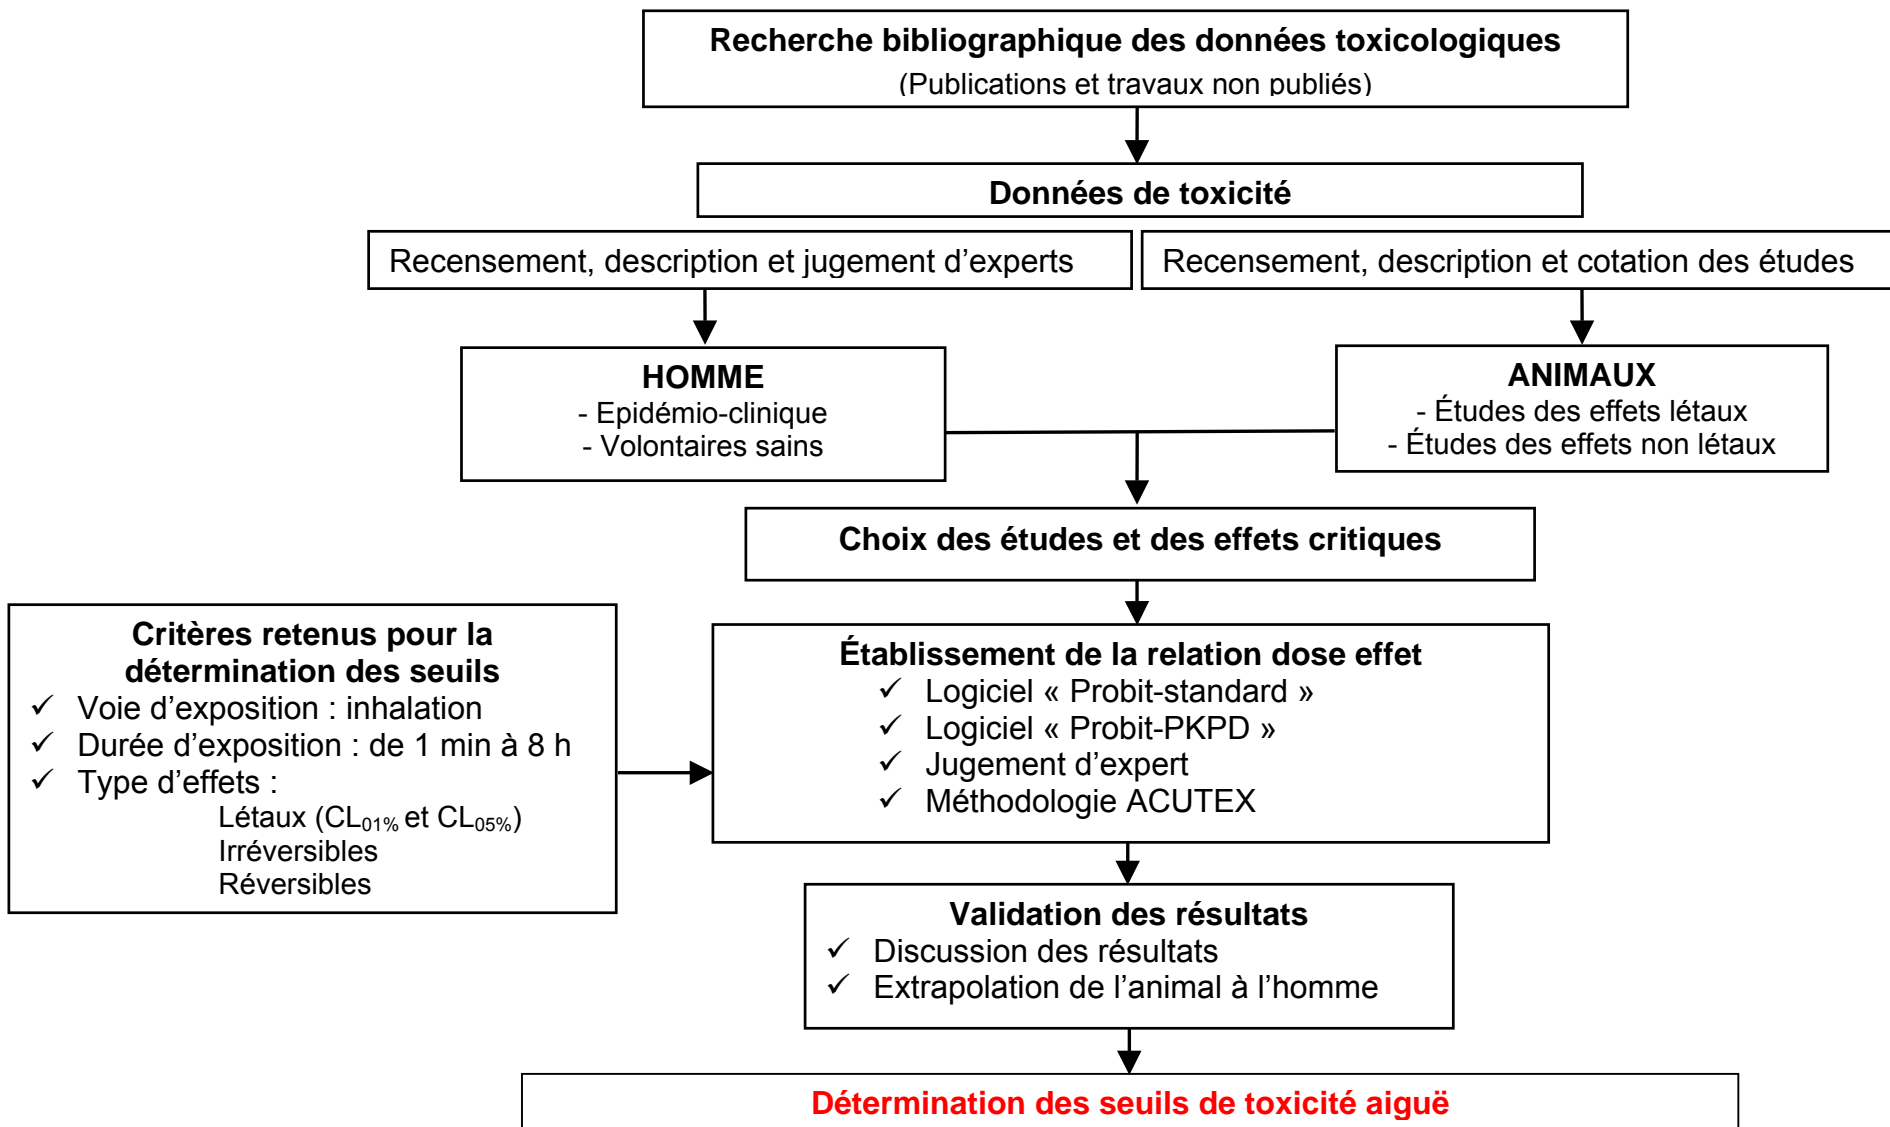 Recherche bibliographique des données toxicologiques
(Publications et travaux non publiés)
Données de toxicité
Recensement, description et jugement d’experts
Recensement, description et cotation des études
HOMME
- Epidémio-clinique
- Volontaires sains
ANIMAUX
- Études des effets létaux
- Études des effets non létaux
Choix des études et des effets critiques
Critères retenus pour la
détermination des seuils
✓ Voie d’exposition : inhalation
✓ Durée d’exposition : de 1 min à 8 h
✓ Type d’effets :
Létaux (CL01% et CL05%)
Irréversibles
Réversibles
Établissement de la relation dose effet
✓ Logiciel « Probit-standard »
✓ Logiciel « Probit-PKPD »
✓ Jugement d’expert
✓ Méthodologie ACUTEX
Validation des résultats
✓ Discussion des résultats
✓ Extrapolation de l’animal à l’homme
Détermination des seuils de toxicité aiguë